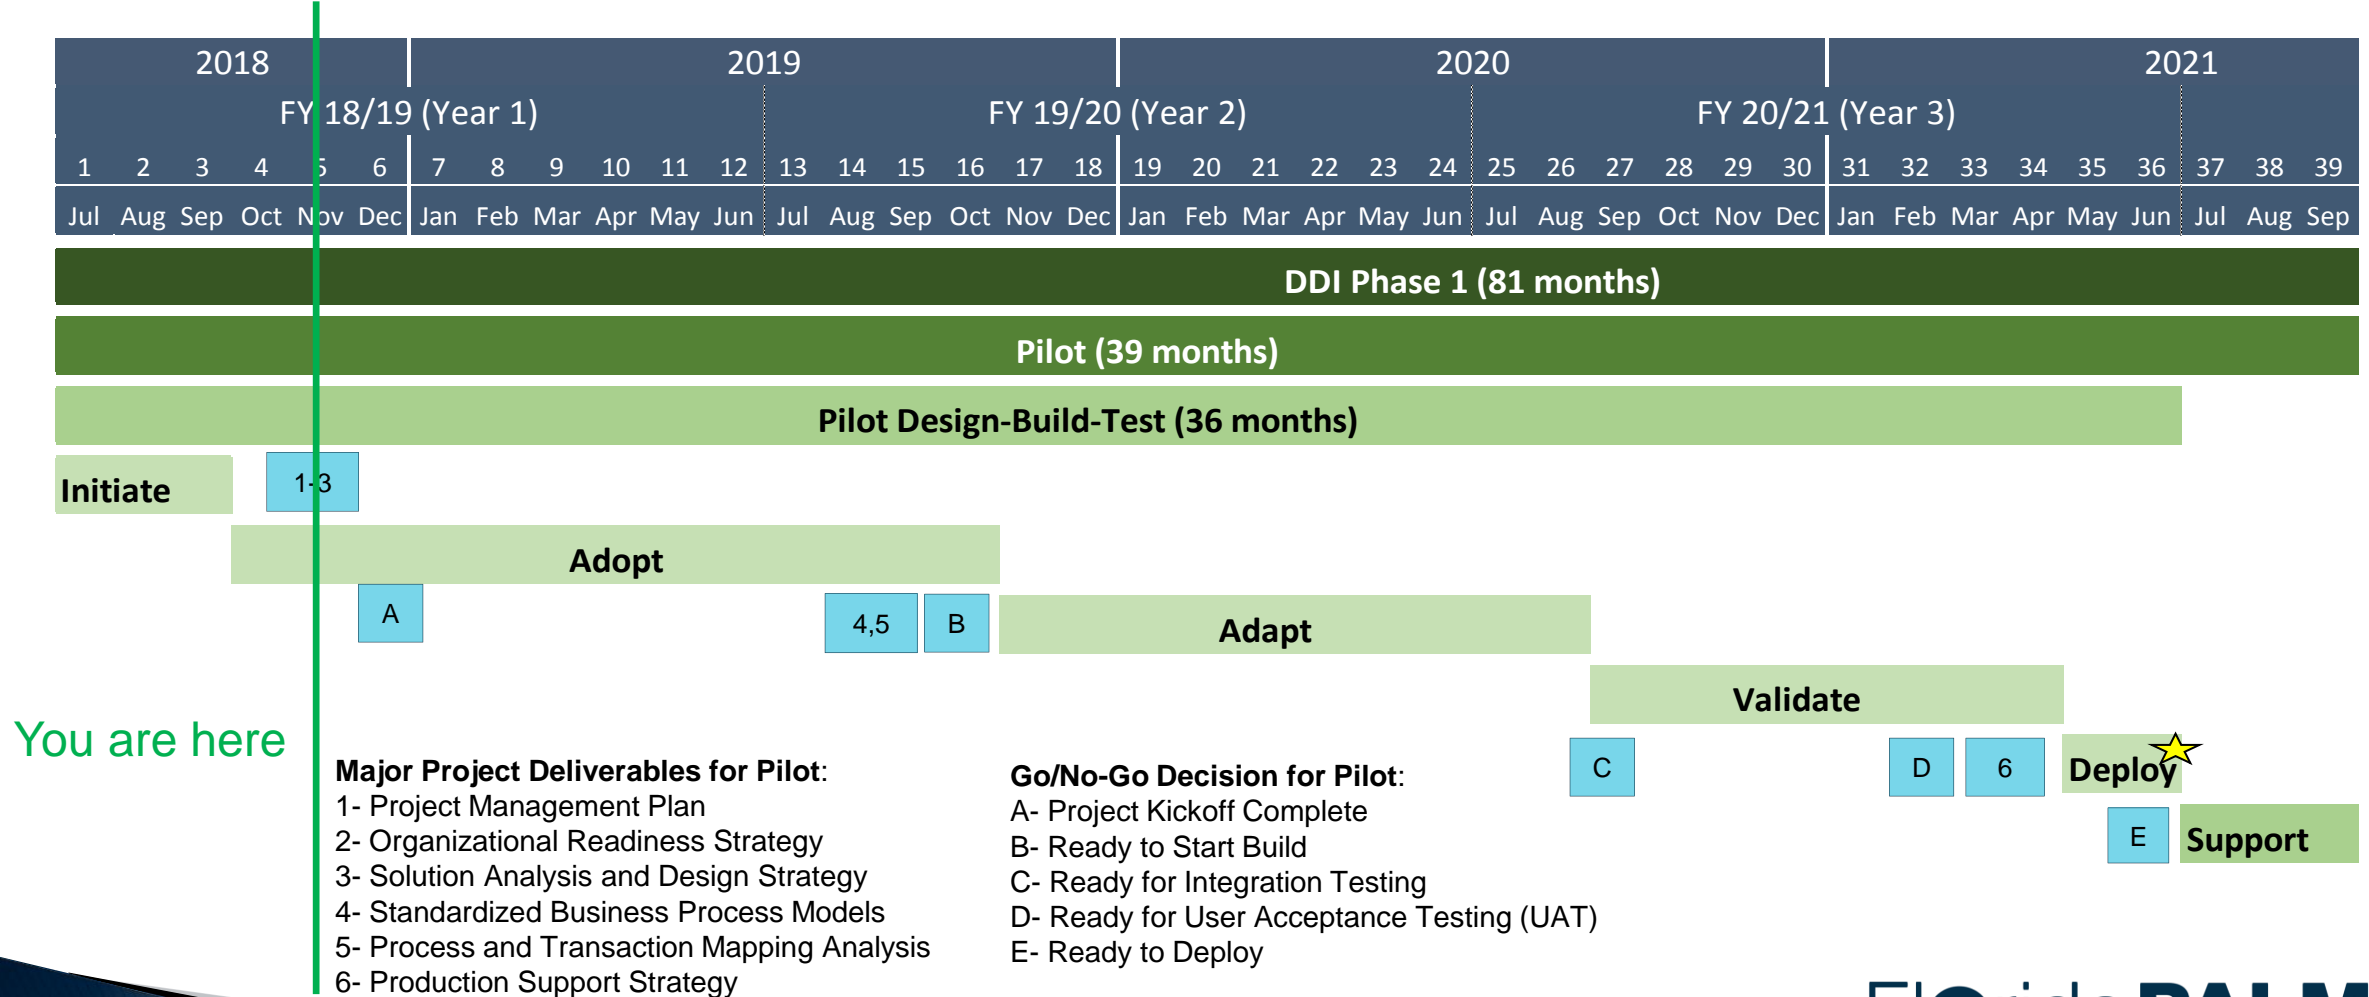 2018 2019 2020 2021
FY 18/19 (Year 1) FY 19/20 (Year 2) FY 20/21 (Year 3)
1 2 3 4 5 6 7 8 9 10 11 12 13 14 15 16 17 18 19 20 21 22 23 24 25 26 27 28 29 30 31 32 33 34 35 36 37 38 39
Jul Aug Sep Oct Nov Dec Jan Feb Mar Apr May Jun Jul Aug Sep Oct Nov Dec Jan Feb Mar Apr May Jun Jul Aug Sep Oct Nov Dec Jan Feb Mar Apr May Jun Jul Aug Sep
DDI Phase 1 (81 months)
Pilot (39 months)
Pilot Design-Build-Test (36 months)
Initiate 1-3
Adopt
A 4,5 B Adapt
Validate
You are here
C D 6 Deploy
E Support
Major Project Deliverables for Pilot:
1- Project Management Plan
2- Organizational Readiness Strategy
3- Solution Analysis and Design Strategy
4- Standardized Business Process Models
5- Process and Transaction Mapping Analysis
6- Production Support Strategy
Go/No-Go Decision for Pilot:
A- Project Kickoff Complete
B- Ready to Start Build
C- Ready for Integration Testing
D- Ready for User Acceptance Testing (UAT)
E- Ready to Deploy
Florida PALM